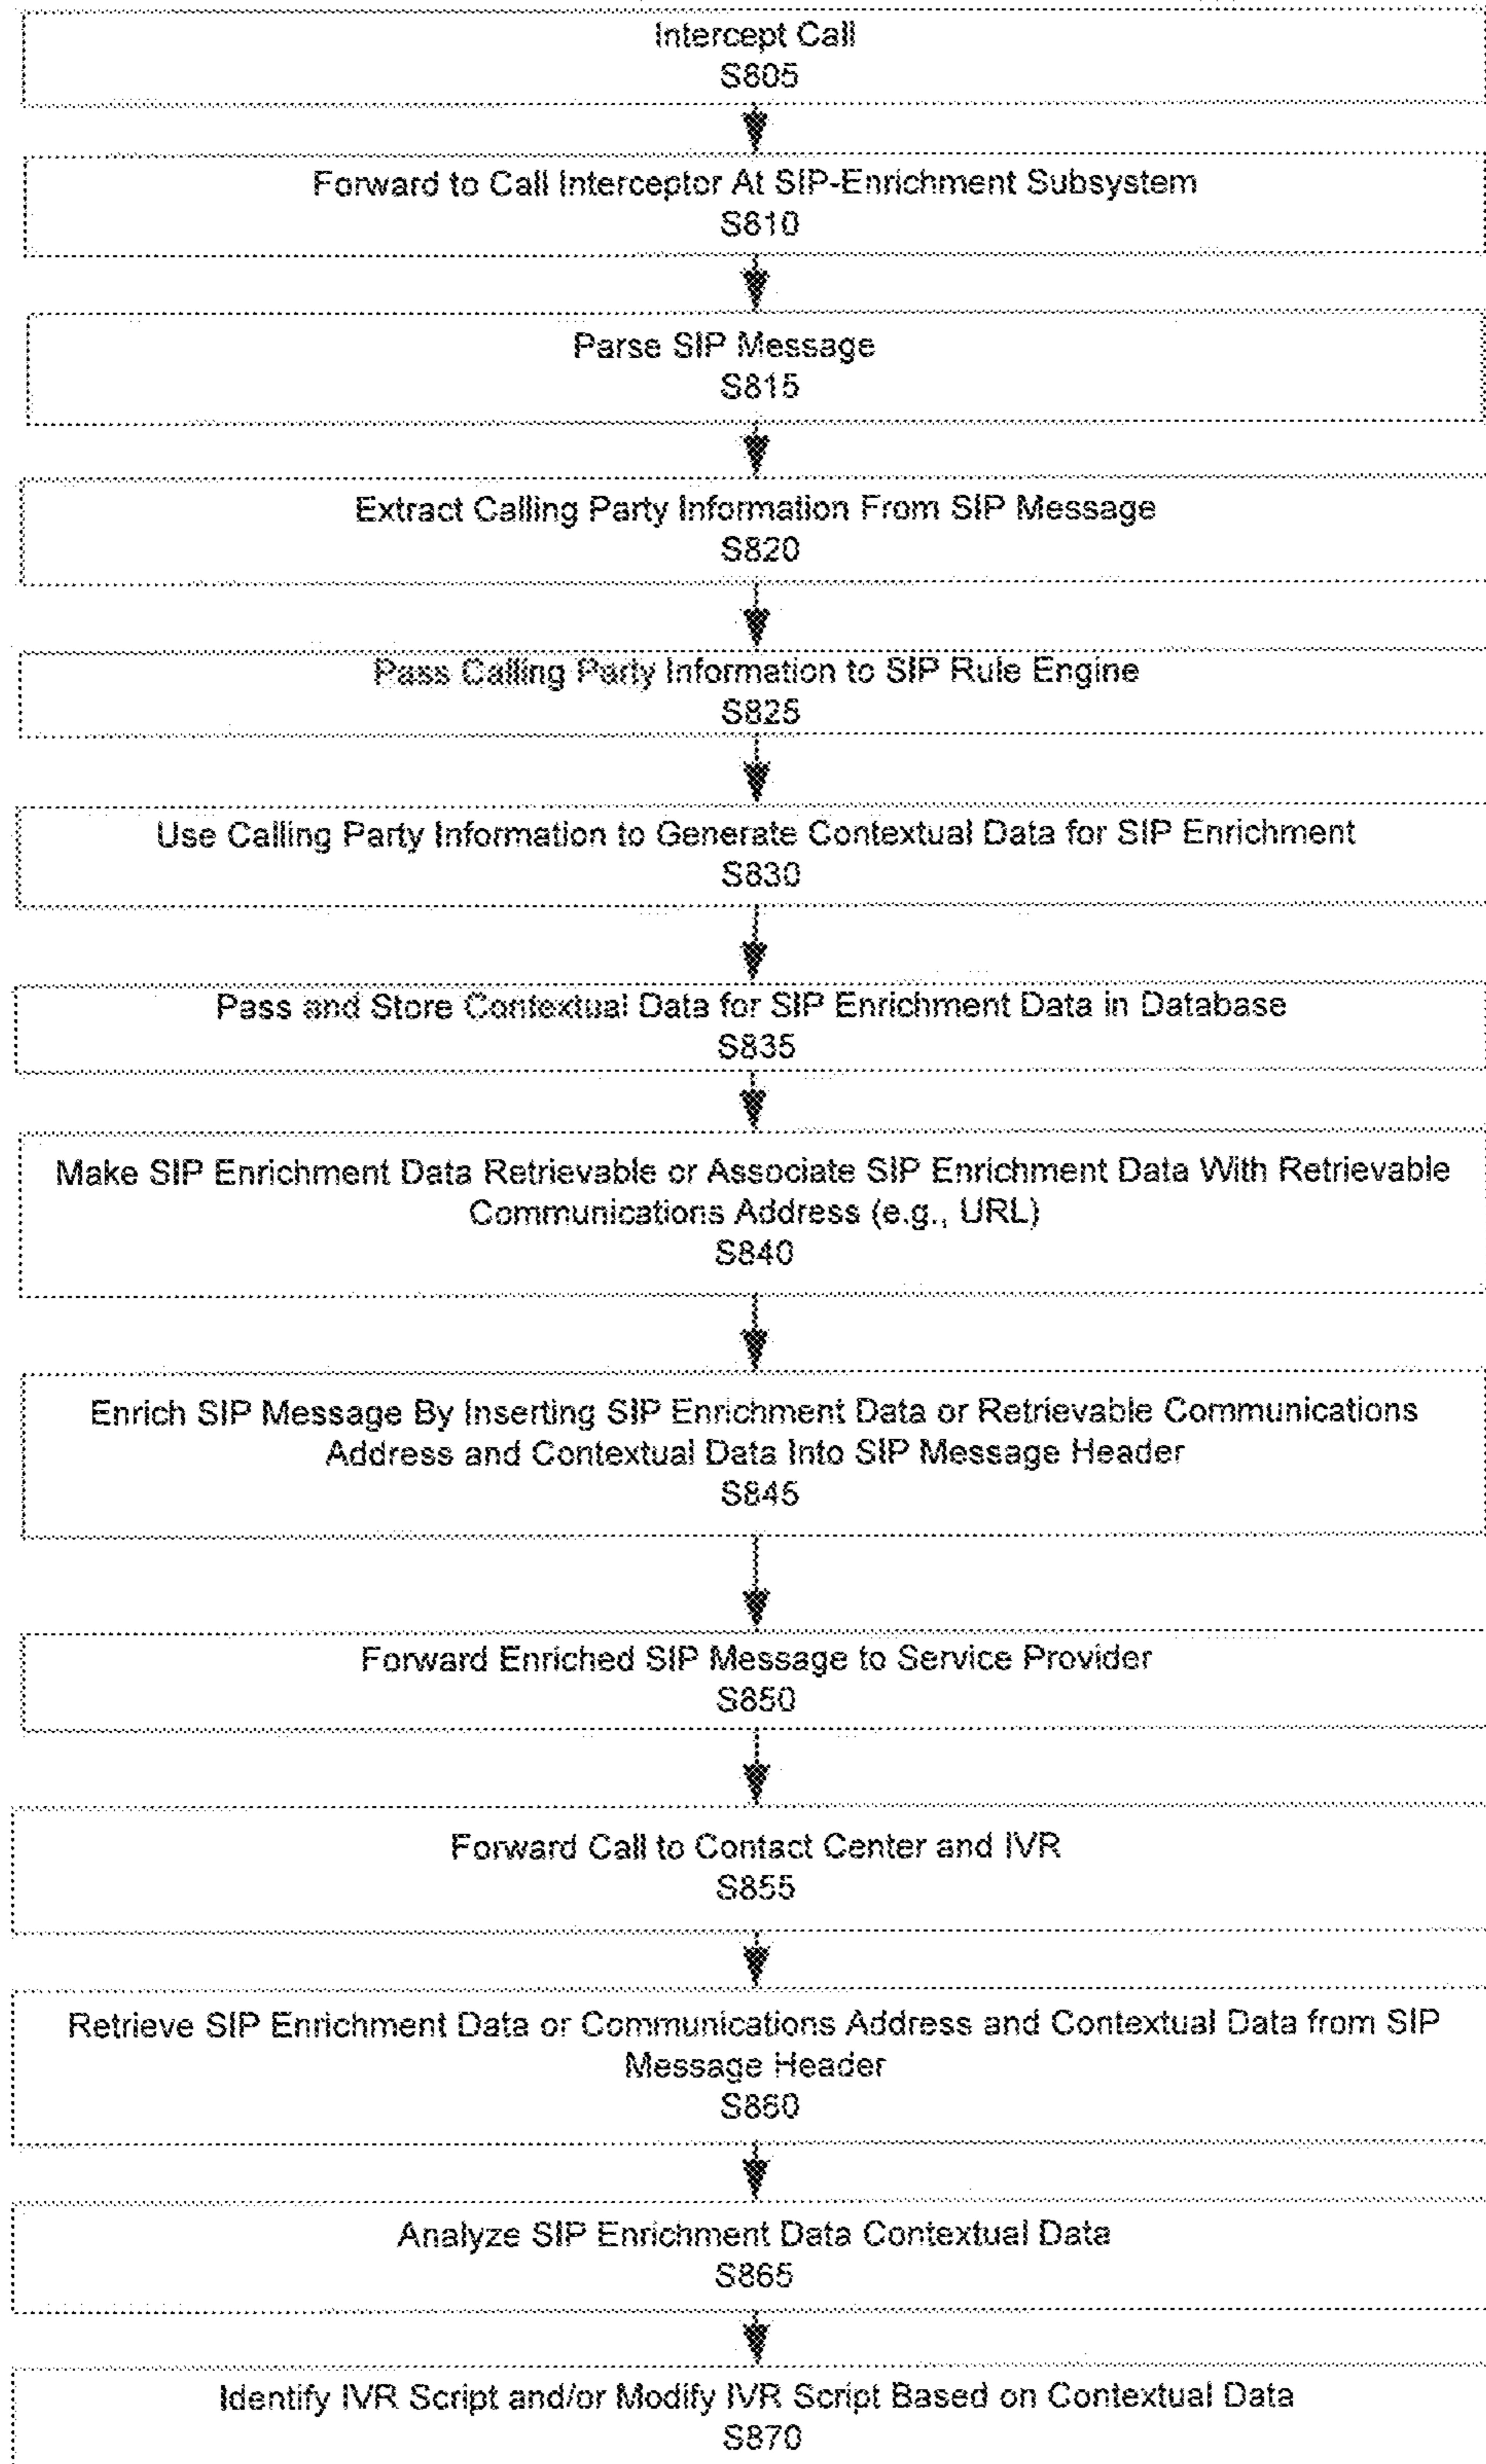 Intercept Call
S805
Forward to Call Interceptor At SIP-Enrichment Subsystem
S810
Parse SIP Message
S815
Extract Calling Party Information From SIP Message
S820
Pass Calling Party Information to SIP Rule Engine
S825
Use Calling Party Information to Generate Contextual Data for SIP Enrichment
S830
Pass and Store Contextual Data for SIP Enrichment Data in Database
S835
Make SIP Enrichment Data Retrievable or Associate SIP Enrichment Data With Retrievable
Communications Address (e.g., URL)
S840
Enrich SIP Message By Inserting SIP Enrichment Data or Retrievable Communications
Address and Contextual Data Into SIP Message Header
S845
Forward Enriched SIP Message to Service Provider
S850
Forward Call to Contact Center and IVR
S855
Retrieve SIP Enrichment Data or Communications Address and Contextual Data from SIP
Message Header
S860
Analyze SIP Enrichment Data Contextual Data
S865
Identify IVR Script and/or Modify IVR Script Based on Contextual Data
S870